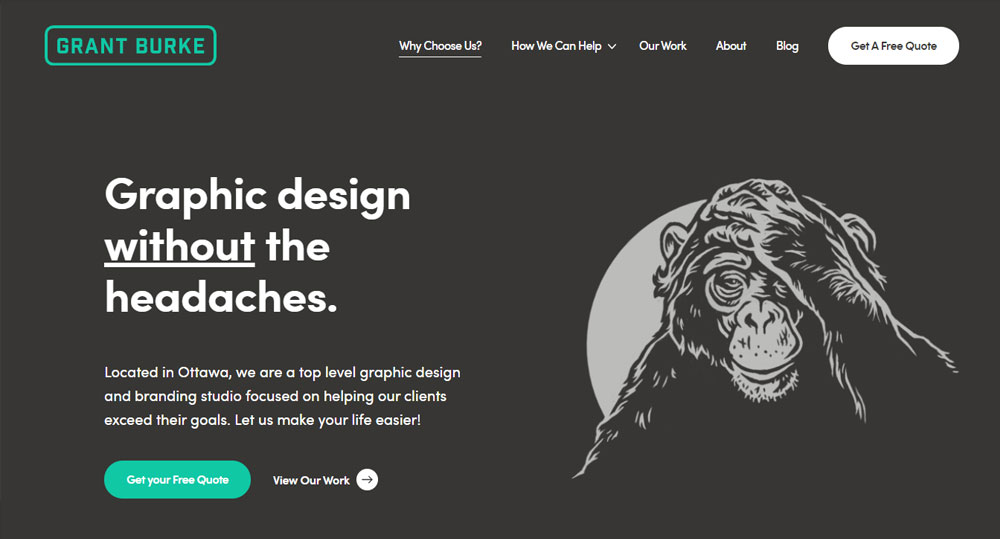 GRANT BURKE
Why Choose Us?
How We Can Help
Our Work
About
Blog
Get A Free Quote
Graphic design
without the
headaches.
Located in Ottawa, we are a top level graphic design
and branding studio focused on helping our clients
exceed their goals. Let us make your life easier!
Get your Free Quote
View Our Work